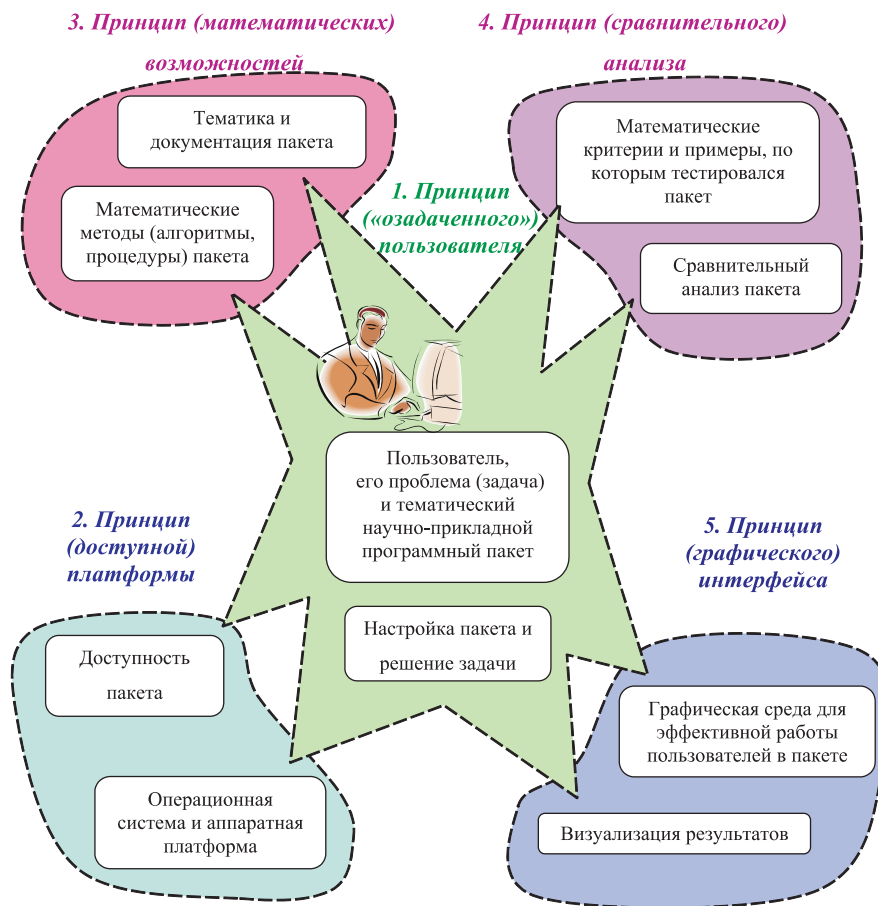 3. Принцип (математических)
возможностей
4. Принцип (сравнительного)
анализа
Тематика и
документация пакета
Математические
методы (алгоритмы,
процедуры) пакета
1. Принцип
(«озадаченного»)
пользователя
Математические
критерии и примеры, по
которым тестировался
пакет
Сравнительный
анализ пакета
Пользователь,
его проблема (задача)
и тематический
научно-прикладной
программный пакет
Настройка пакета и
решение задачи
2. Принцип
(доступной)
платформы
Доступность
пакета
Операционная
система и аппаратная
платформа
5. Принцип
(графического)
интерфейса
Графическая среда для
эффективной работы
пользователей в пакете
Визуализация результатов